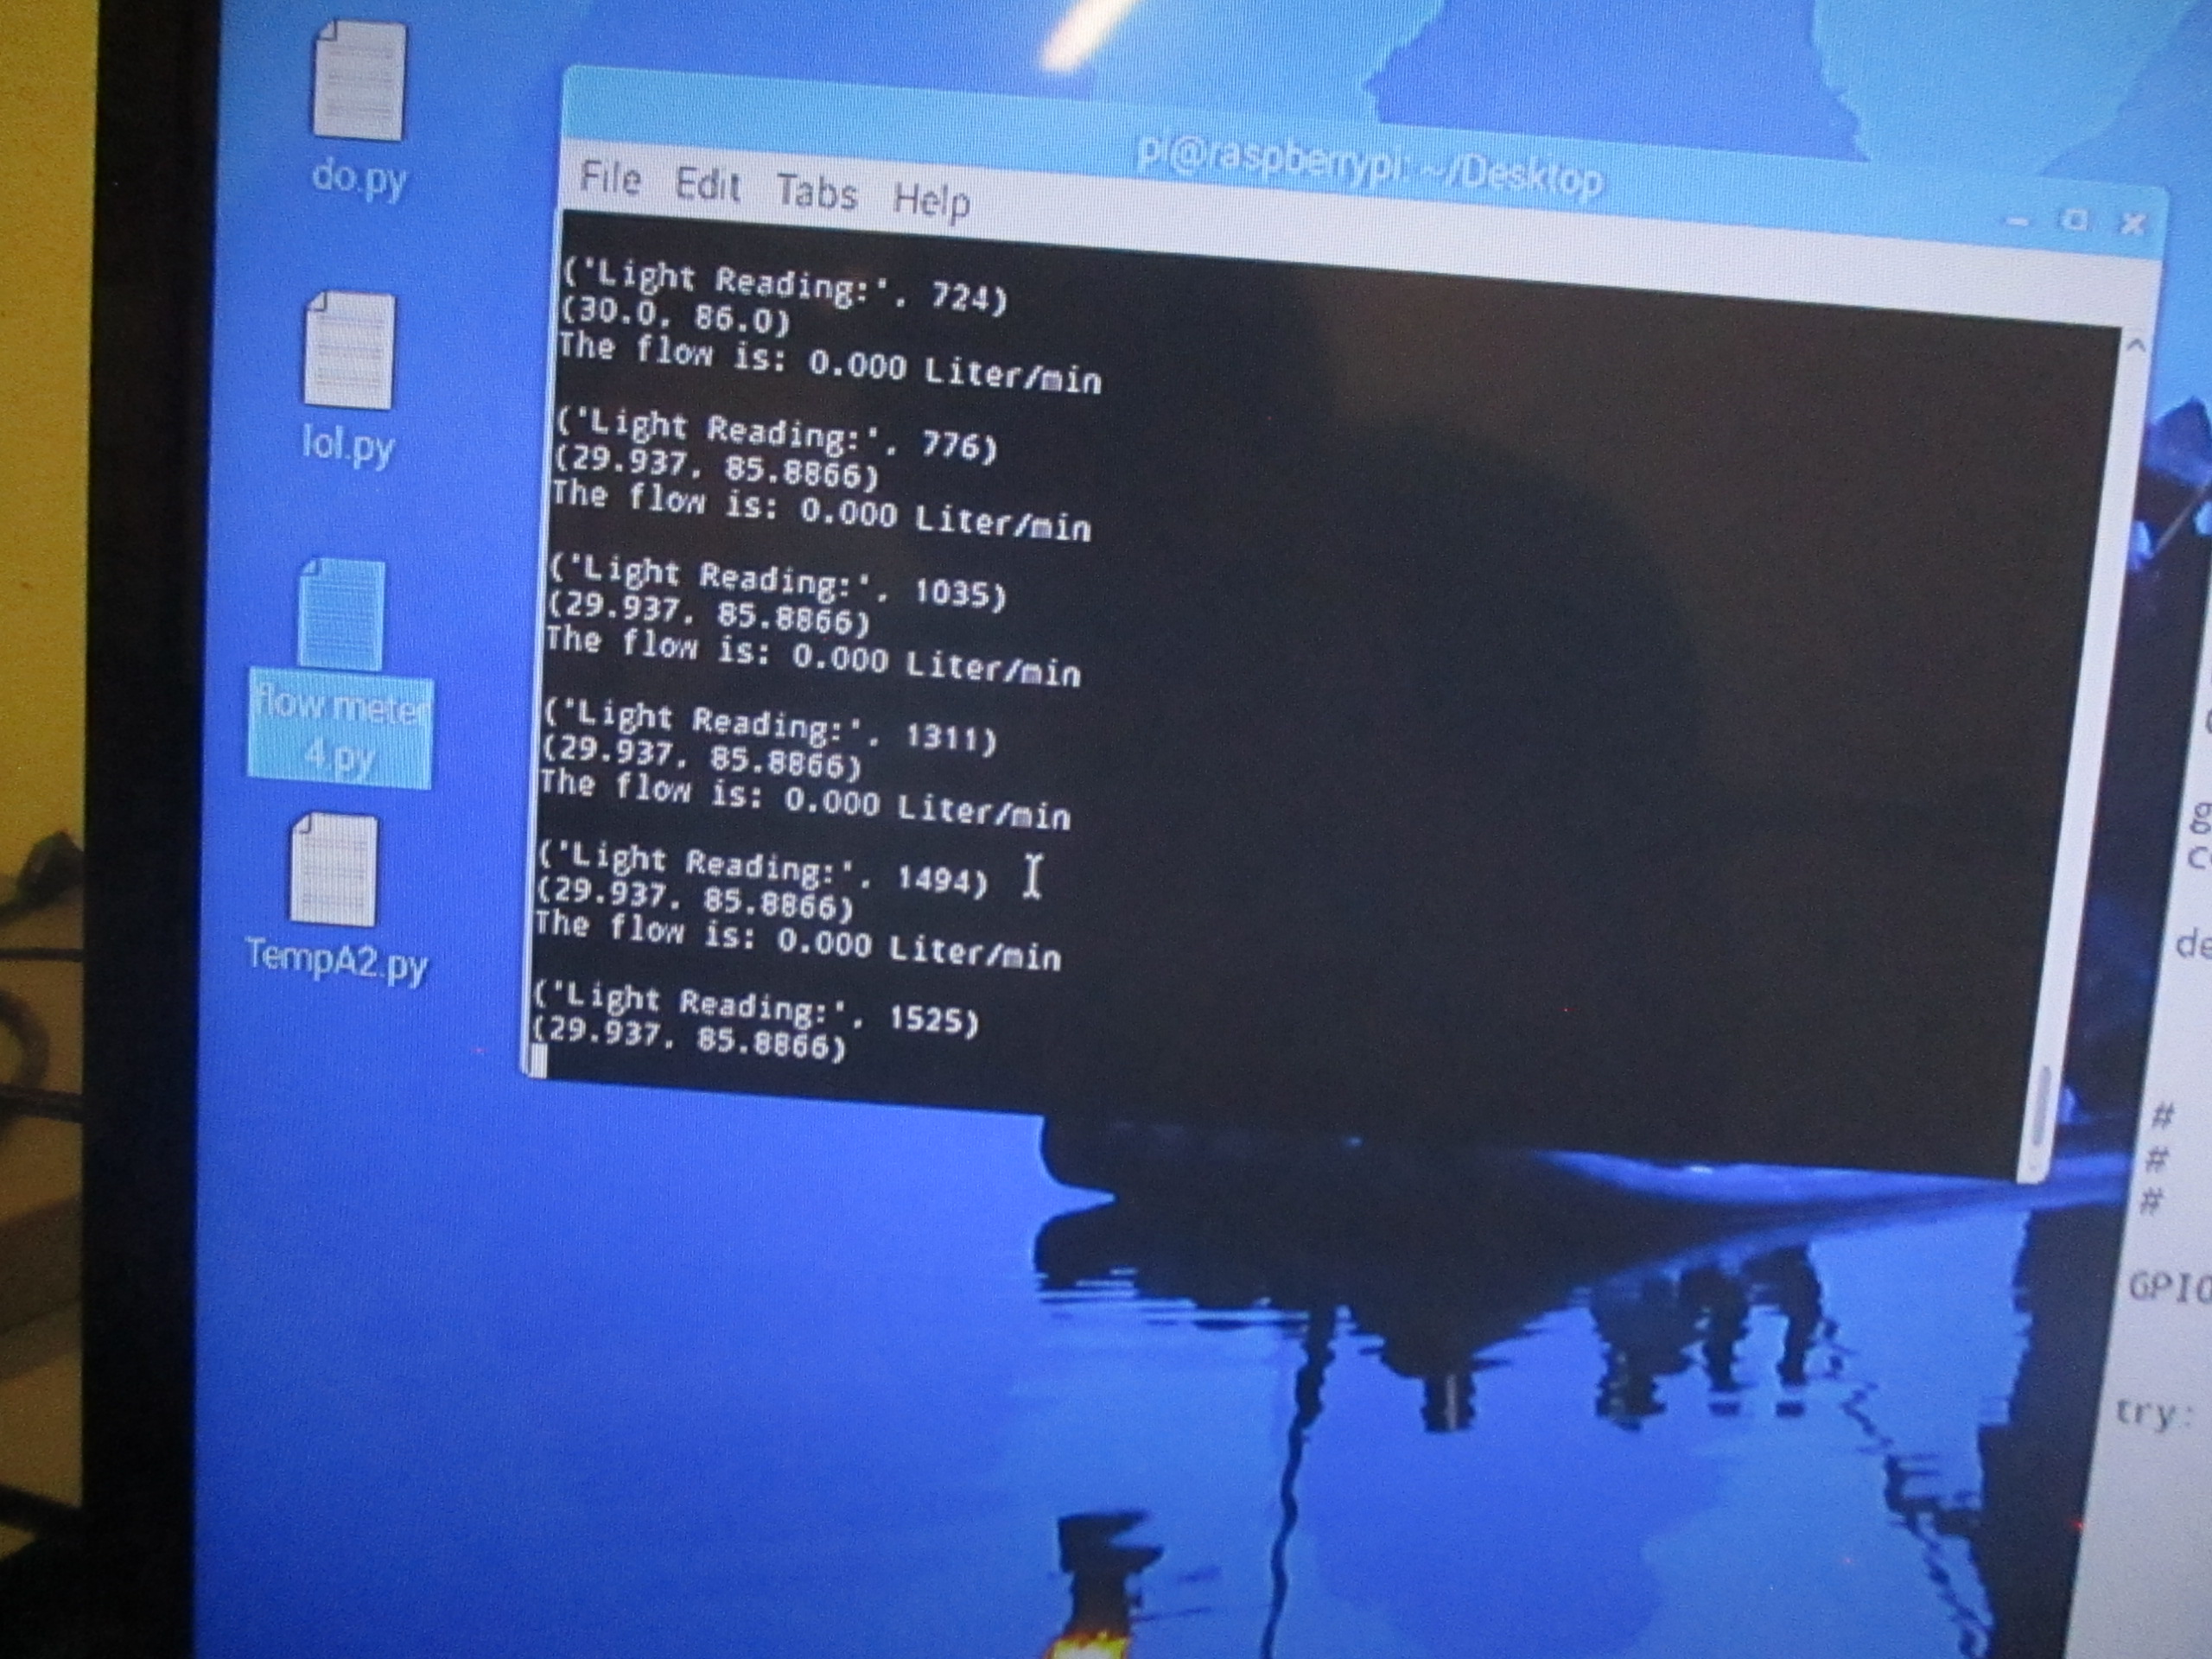 do.py
lol.py
flow meter
4.py
TempA2.py
pi@raspberrypi: ~/Desktop
File Edit Tabs Help
('Light Reading:', 724)
(30.0, 86.0)
The flow is: 0.000 Liter/min
('Light Reading:', 776)
(29.937, 85.8866)
The flow is: 0.000 Liter/min
('Light Reading:', 1035)
(29.937, 85.8866)
The flow is: 0.000 Liter/min
('Light Reading:', 1311)
(29.937, 85.8866)
The flow is: 0.000 Liter/min
('Light Reading:', 1494)
(29.937, 85.8866)
The flow is: 0.000 Liter/min
('Light Reading:', 1525)
(29.937, 85.8866)
de
#
#
#
GPIO
try: